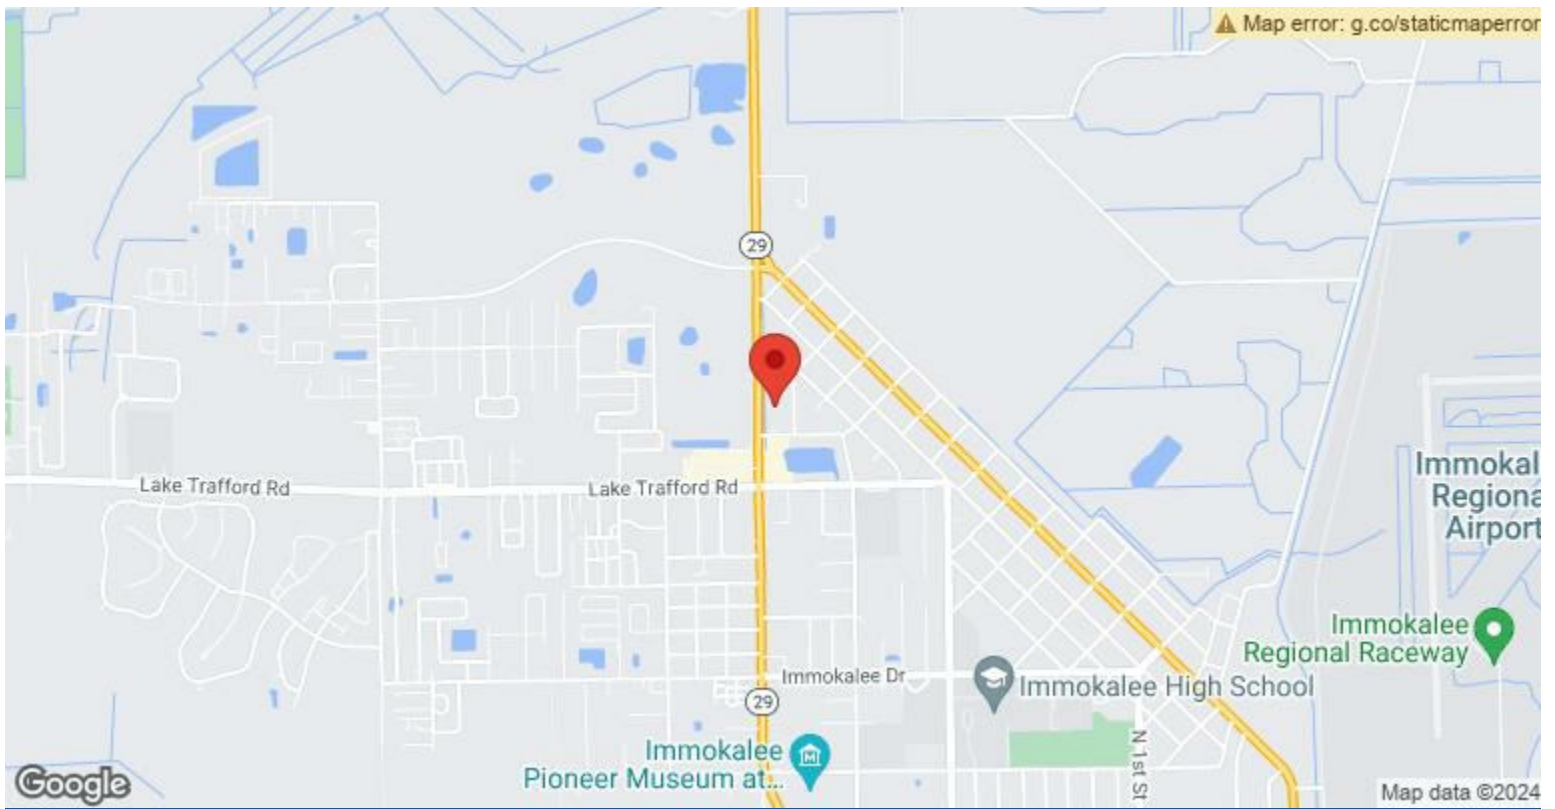 Map error: g.co/staticmaperror
29
Lake Trafford Rd
Lake Trafford Rd
Immokal
Regiona
Airport
Immokalee
Regional Raceway
Immokalee Dr
Immokalee High School
29
N 1st St
Immokalee
Pioneer Museum at...
Google
Map data ©2024